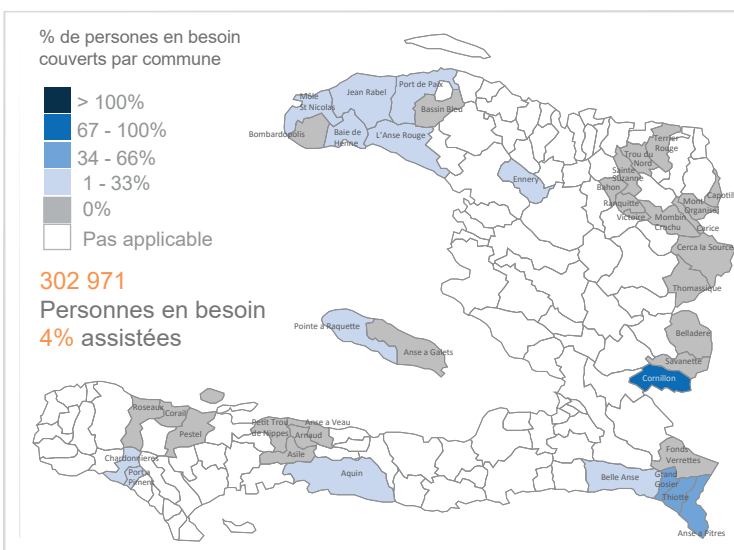 % de persones en besoin
couverts par commune
> 100%
67 - 100%
34 - 66%
1 - 33%
0%
Pas applicable
302 971
Personnes en besoin
4% assistées
Môle
St Nicolas
Jean Rabel
Port de Paix
Bassin Bleu
Bombardopolis
Baie de
Henne
L'Anse Rouge
Ennery
Terrier
Rouge
Trou du
Nord
Sainte
Suzanne
Bahon
Ranquitte
Victoire
Mombin
Crochu
Mont
Organise
Capotill
Carice
Cerca la Source
Thomassique
Belladere
Savanette
Cornillon
Pointe a Raquette
Anse a Galets
Roseaux
Corail
Pestel
Chardonnieres
Port a
Piment
Petit Trou
de Nippes
Anse a Veau
Arnaud
Asile
Aquin
Fonds
Verrettes
Belle Anse
Grand
Gosier
Thiotte
Anse a Pitres